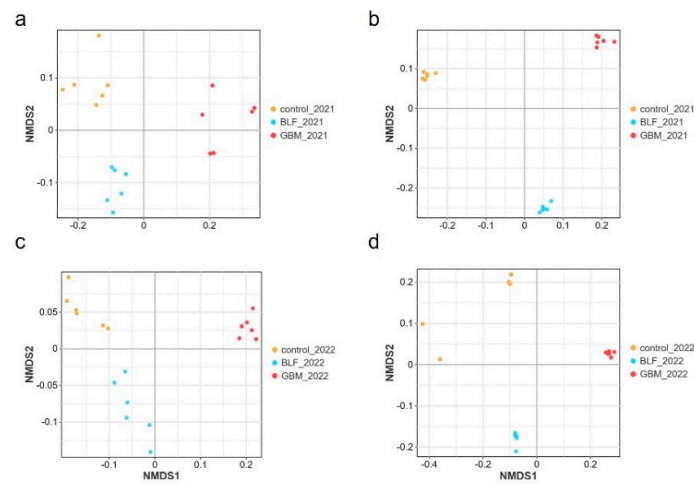 a
NMDS2
0.1
0
-0.1
-0.2
0
0.2
control_2021
BLF_2021
GBM_2021
b
NMDS2
0.1
0
-0.1
-0.2
-0.2
-0.1
0
0.1
0.2
control_2021
BLF_2021
GBM_2021
c
NMDS2
0.05
0
-0.05
-0.1
-0.1
0
0.1
0.2
NMDS1
control_2022
BLF_2022
GBM_2022
d
NMDS2
0.2
0.1
0
-0.1
-0.2
-0.4
-0.2
0
0.2
NMDS1
control_2022
BLF_2022
GBM_2022